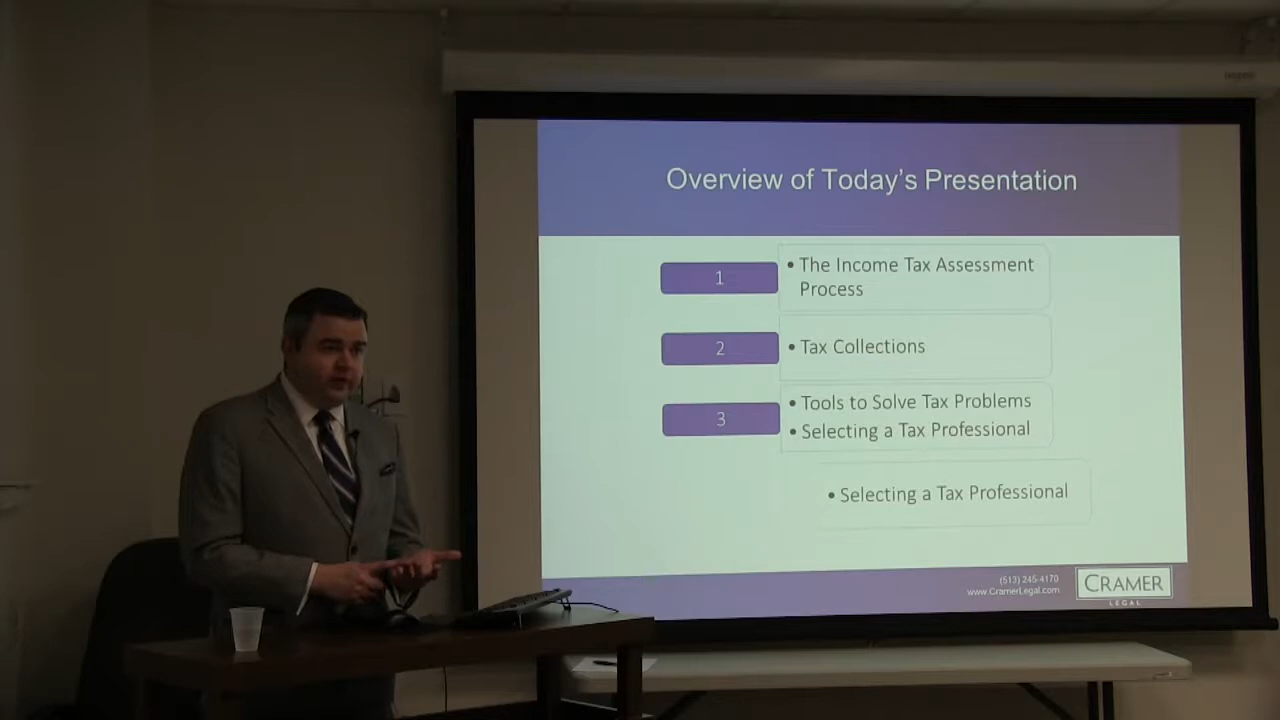 Overview of Today's Presentation
1
• The Income Tax Assessment
Process
2
• Tax Collections
3
• Tools to Solve Tax Problems
• Selecting a Tax Professional
• Selecting a Tax Professional
(513) 245-4170
www.CramerLegal.com
CRAMER
LEGAL